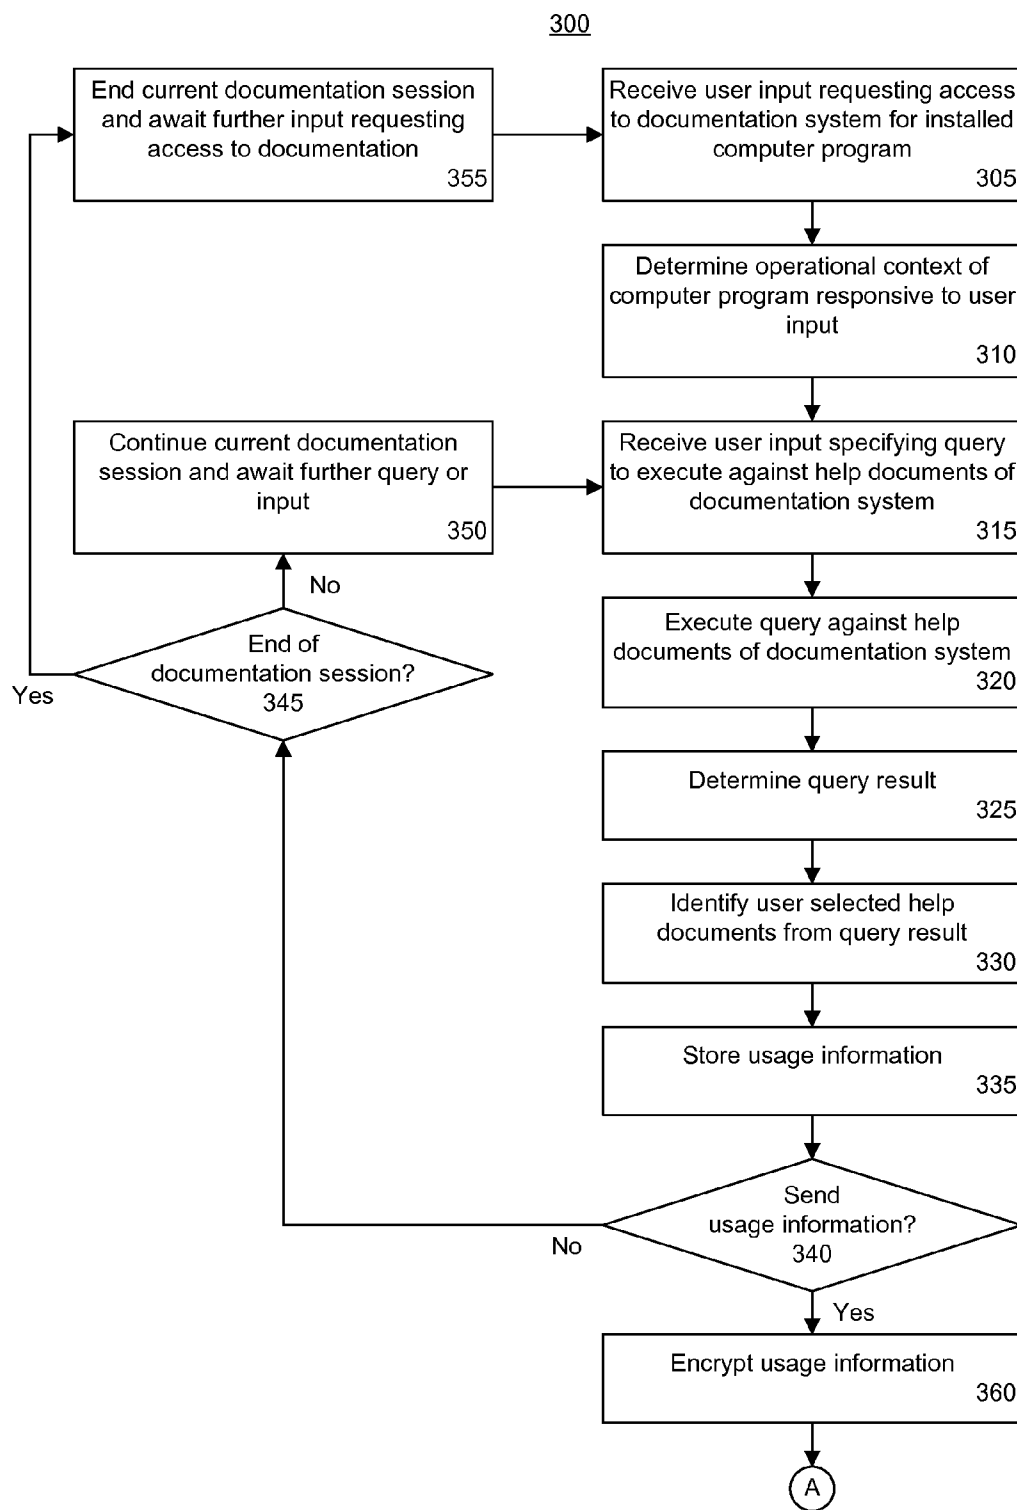 300
End current documentation session
and await further input requesting
access to documentation
355
Receive user input requesting access
to documentation system for installed
computer program
305
Determine operational context of
computer program responsive to user
input
310
Continue current documentation
session and await further query or
input
350
Receive user input specifying query
to execute against help documents of
documentation system
315
No
End of
documentation session?
345
Yes
Execute query against help
documents of documentation system
320
Determine query result
325
Identify user selected help
documents from query result
330
Store usage information
335
Send
usage information?
340
No
Yes
Encrypt usage information
360
A